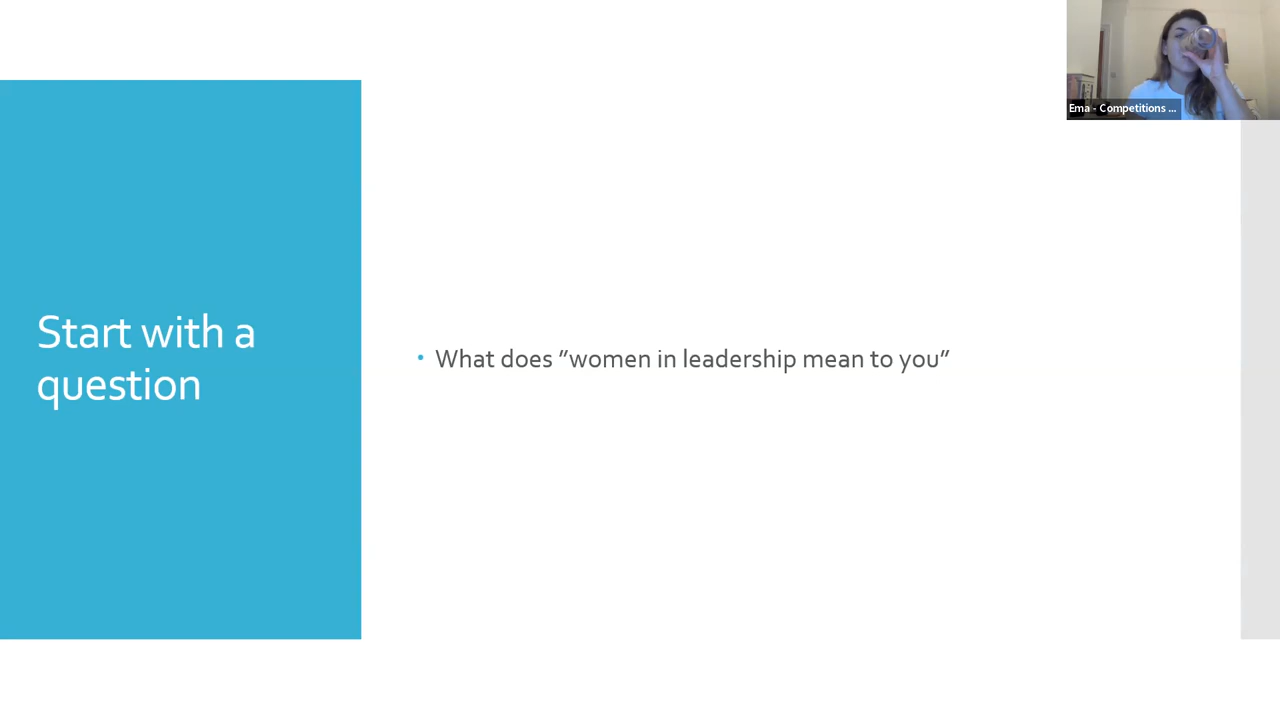 Ema - Competitions ...
Start with a
question
• What does ”women in leadership mean to you”